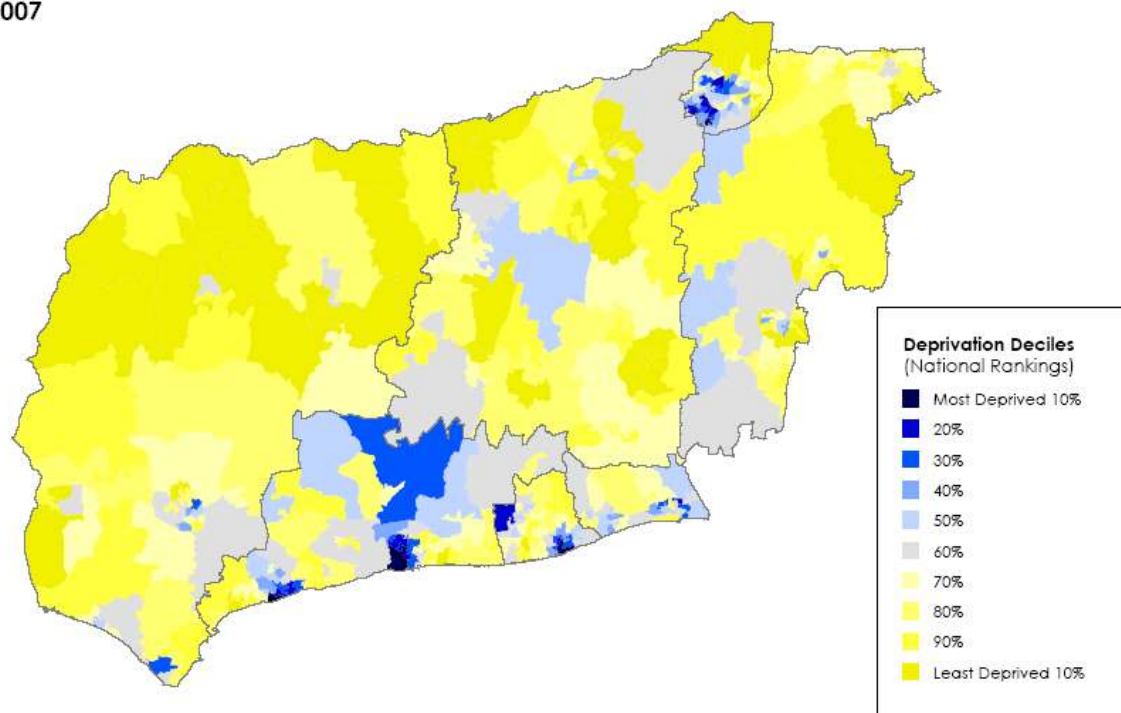 007
Deprivation Deciles
(National Rankings)
Most Deprived 10%
20%
30%
40%
50%
60%
70%
80%
90%
Least Deprived 10%